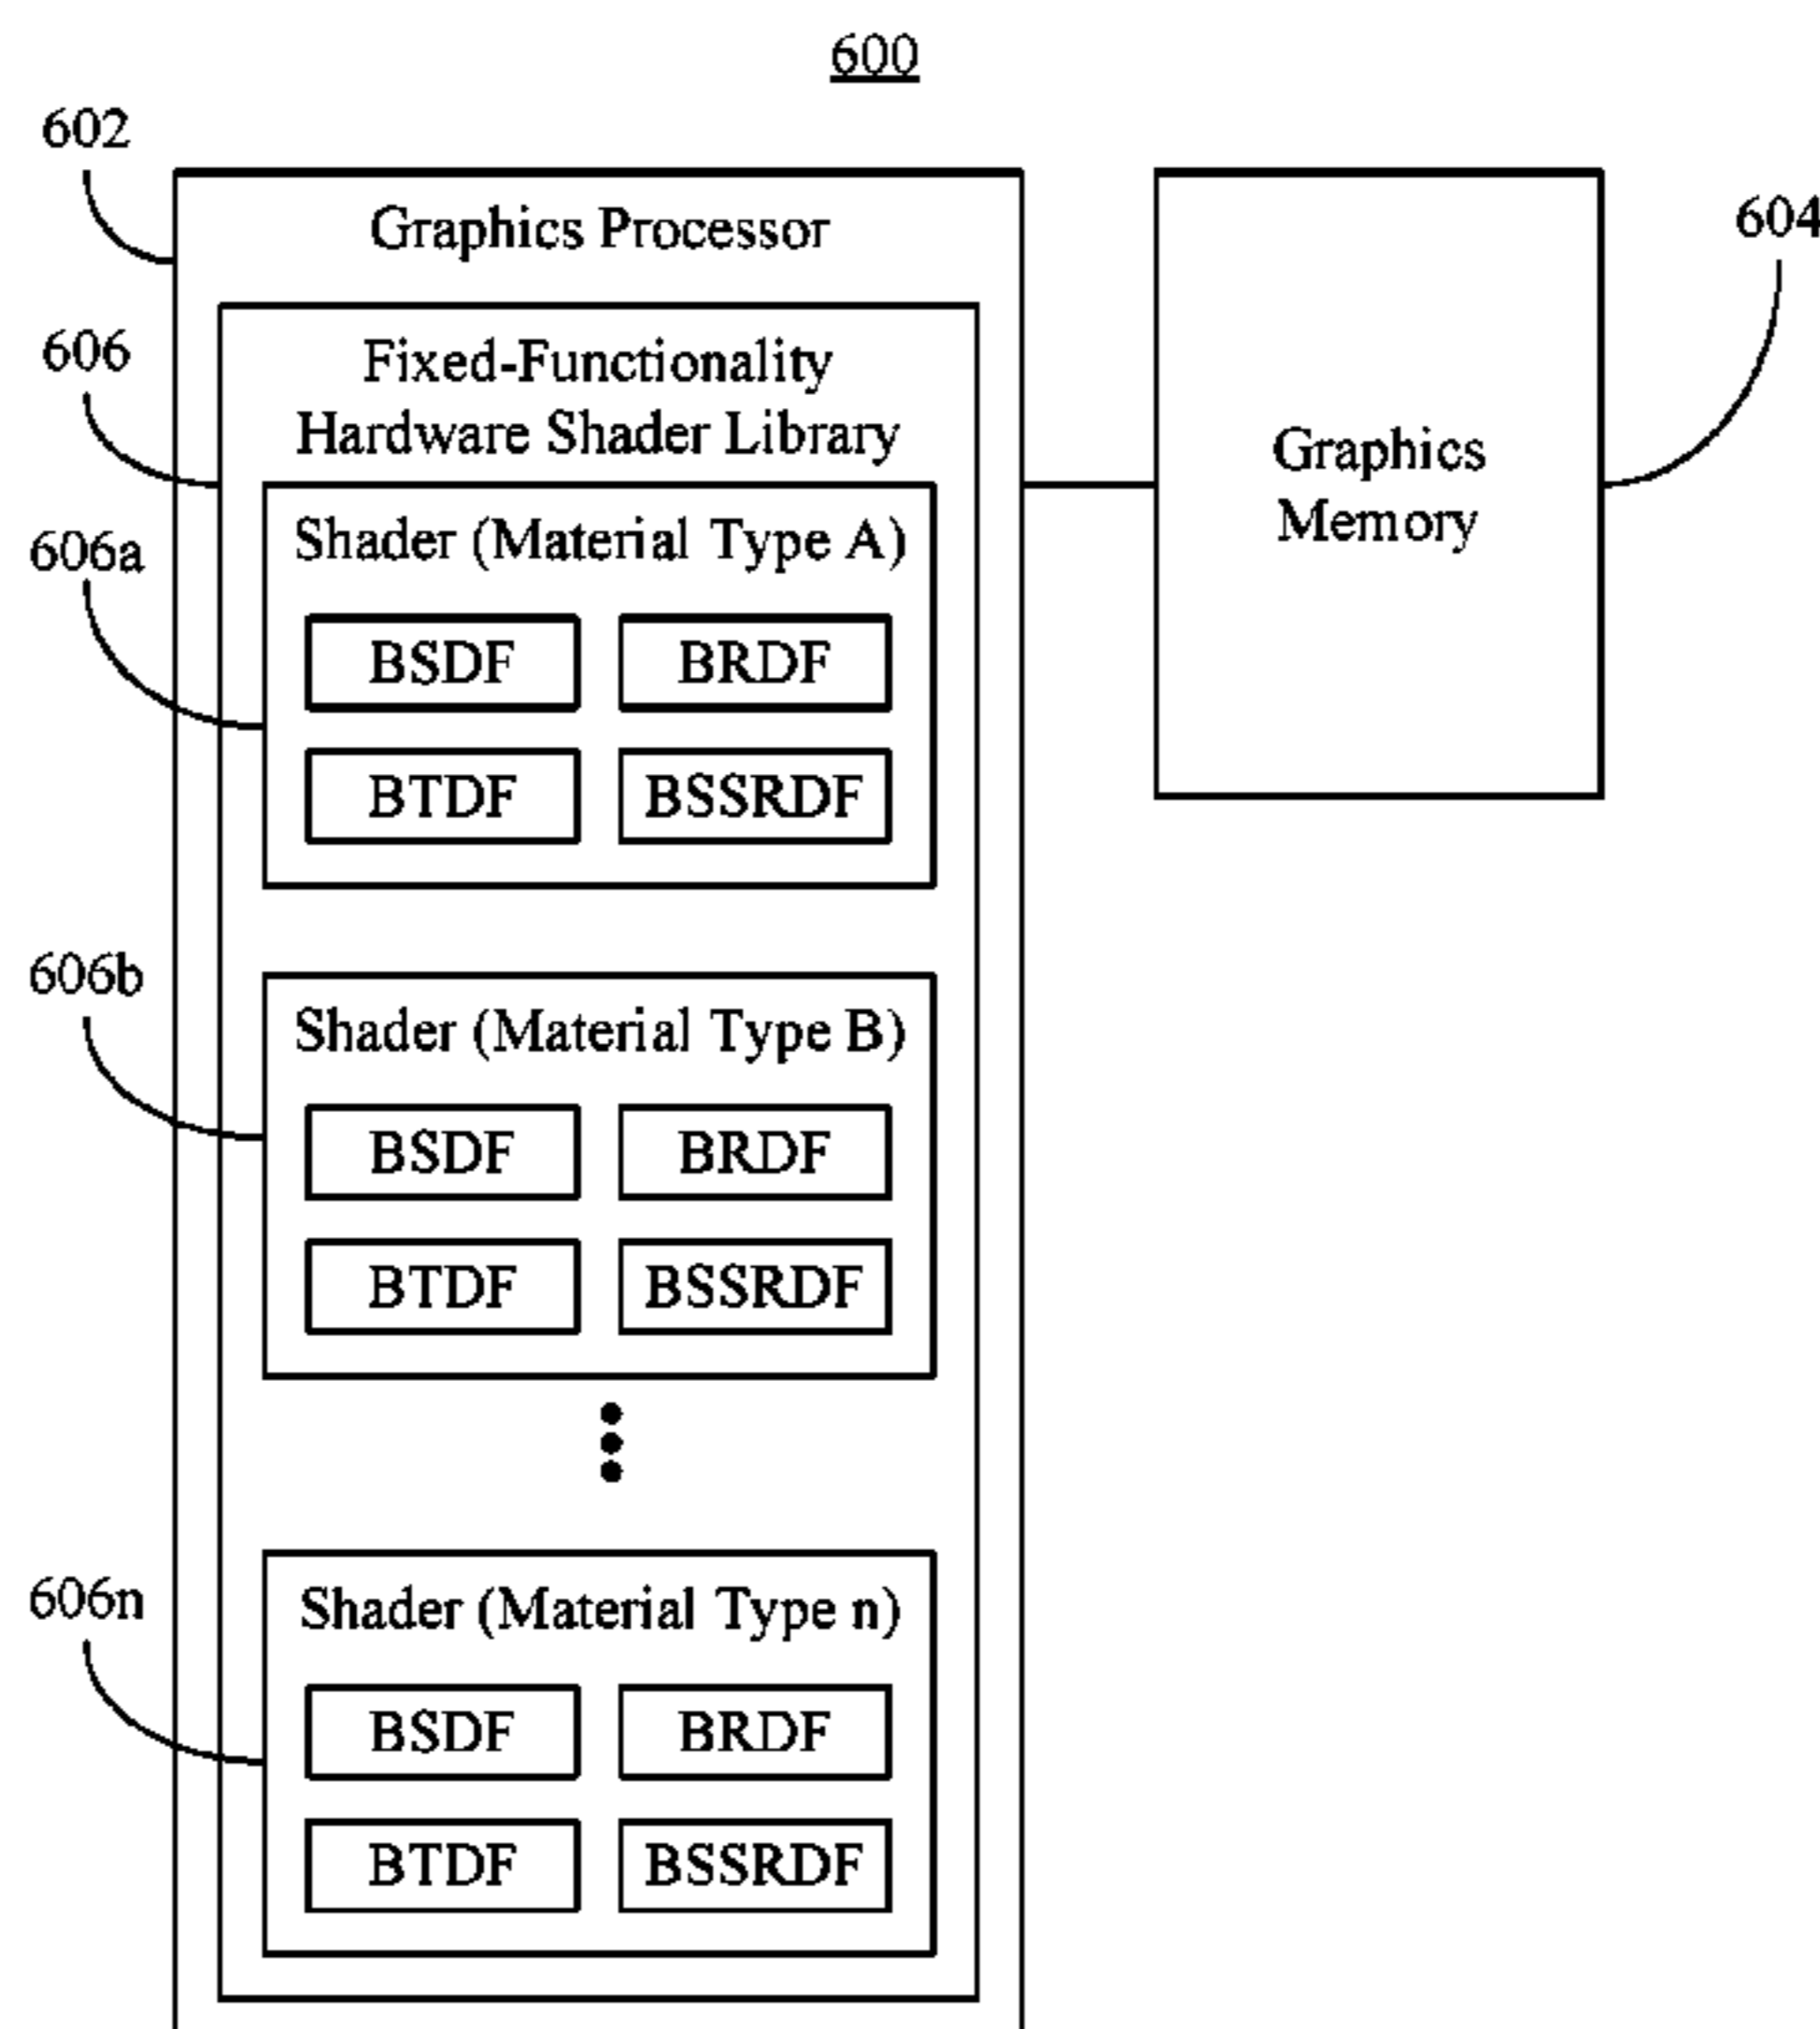 600
602
Graphics Processor
604
606
Fixed-Functionality
Hardware Shader Library
Graphics
Memory
606a
Shader (Material Type A)
BSDF
BRDF
BTDF
BSSRDF
606b
Shader (Material Type B)
BSDF
BRDF
BTDF
BSSRDF
606n
Shader (Material Type n)
BSDF
BRDF
BTDF
BSSRDF